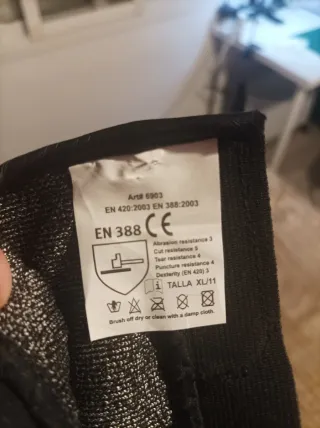 Art# 6903
EN 420:2003 EN 388:2003
EN 388 CE
Abrasion resistance 3
Cut resistance 5
Tear resistance 4
Puncture resistance 4
Dexterity (EN 420) 3
i TALLA XL/11
Brush off dry or clean with a damp cloth.